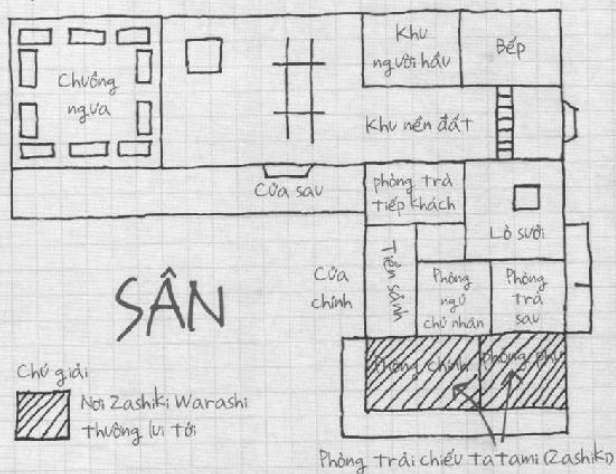 Khu
người hầu
Bếp
Chuồng
ngựa
Khu nền đất
Cửa sau
phòng trà
tiếp khách
Lò sưởi
Tiền sảnh
Cửa
chính
Phòng
ngủ
chủ nhân
Phòng
trà
sau
SÂN
Phòng chính
phòng phụ
Chú giải
Nơi Zashiki Warashi
thường lui tới
Phòng trải chiếu tatami (Zashiki)